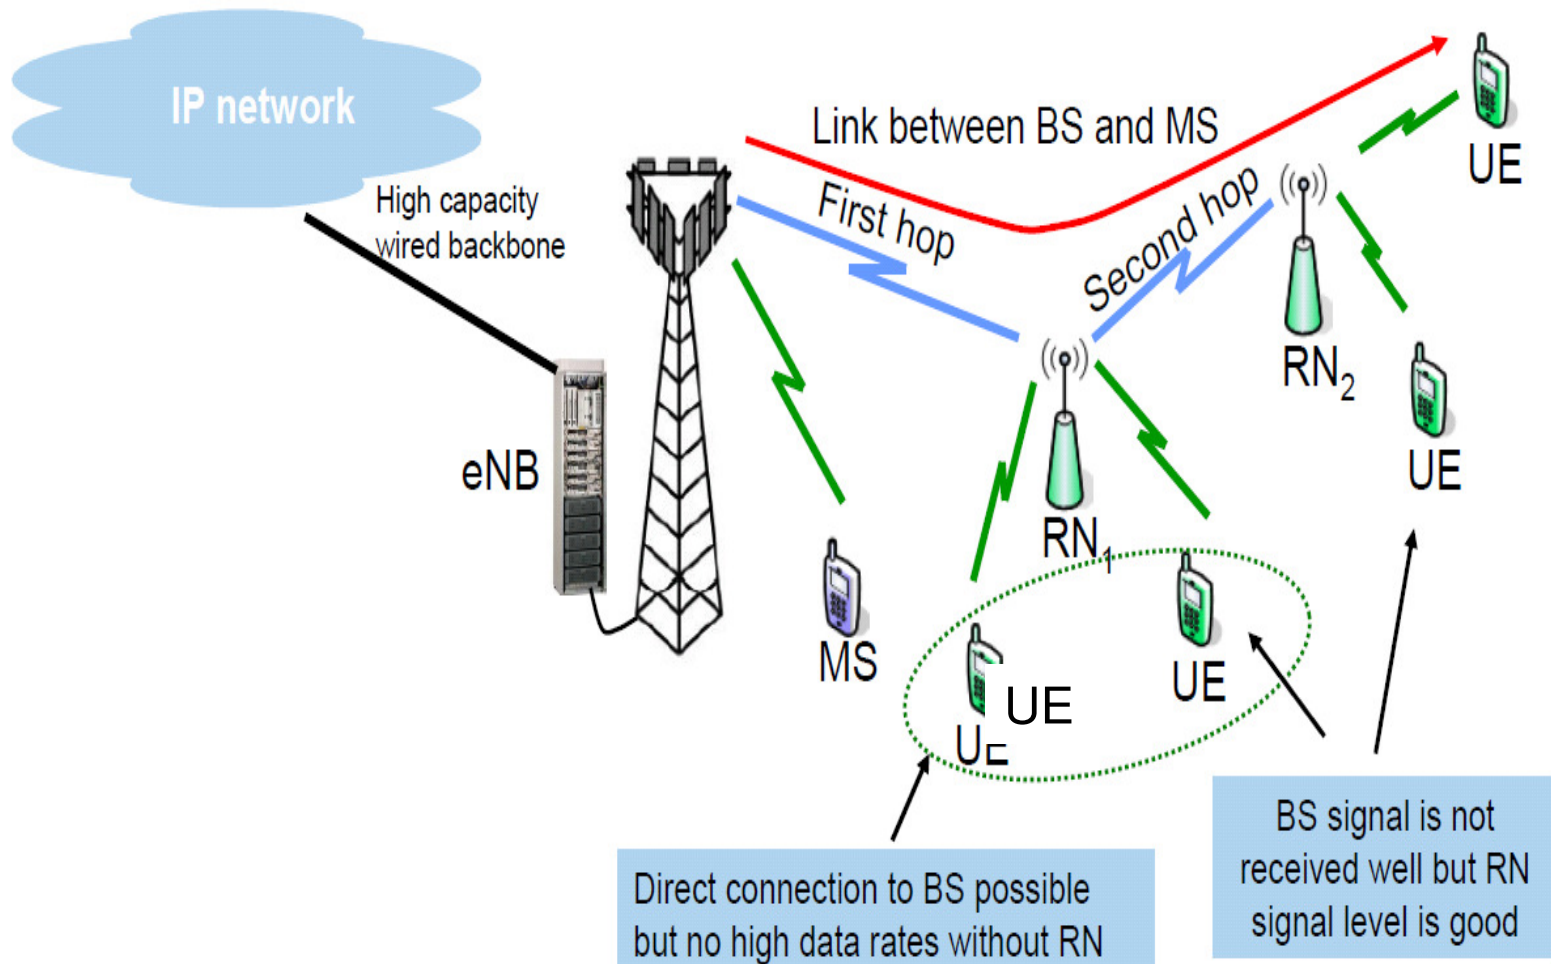 IP network
Link between BS and MS
UE
High capacity
wired backbone
First hop
Second hop
RN2
eNB
UE
RN1
MS
UE
UE
UE
Direct connection to BS possible
but no high data rates without RN
BS signal is not
received well but RN
signal level is good